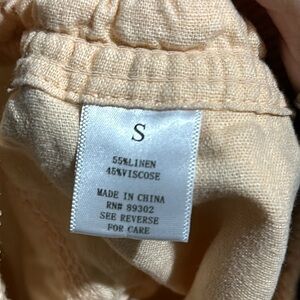 S
55%LINEN
45%VISCOSE
MADE IN CHINA
RN# 89302
SEE REVERSE
FOR CARE